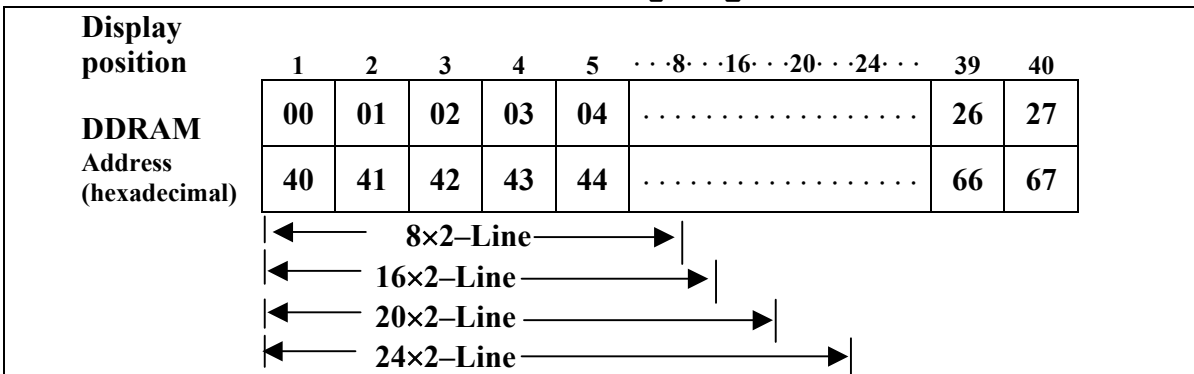 Display
position 1 2 3 4 5 · · ·8· · ·16· · ·20· · ·24· · · 39 40
DDRAM 00 01 02 03 04 . . . . . . . . . . . . . . . . . . 26 27
Address
(hexadecimal) 40 41 42 43 44 . . . . . . . . . . . . . . . . . . 66 67
8×2–Line
16×2–Line
20×2–Line
24×2–Line